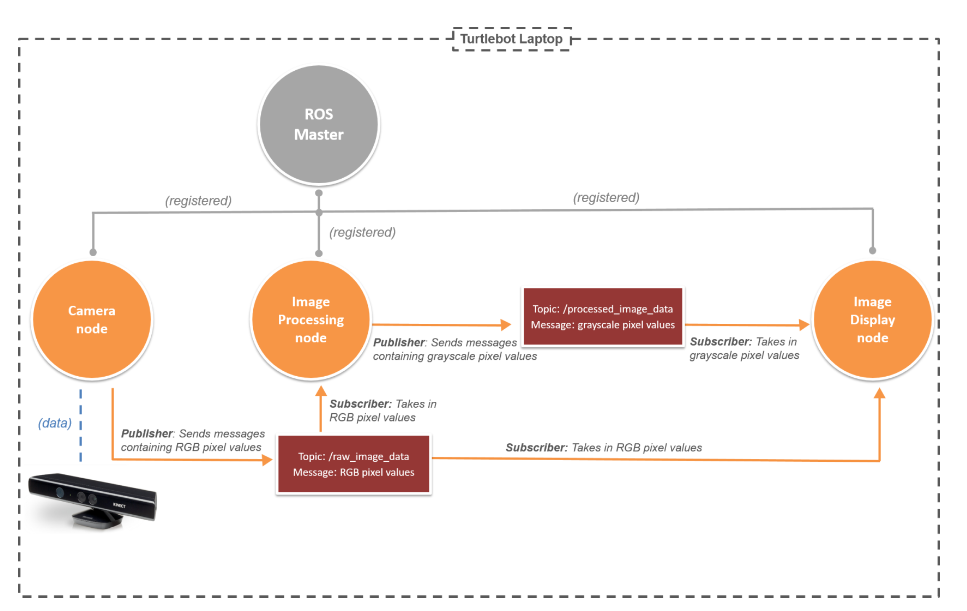 Turtlebot Laptop
ROS
Master
(registered)
(registered)
(registered)
Camera
node
Image
Processing
node
Topic: /processed_image_data
Message: grayscale pixel values
Image
Display
node
Publisher: Sends messages
containing grayscale pixel values
Subscriber: Takes in
grayscale pixel values
(data)
Publisher: Sends messages
containing RGB pixel values
Subscriber: Takes in
RGB pixel values
Topic: /raw_image_data
Message: RGB pixel values
Subscriber: Takes in RGB pixel values
KINECT